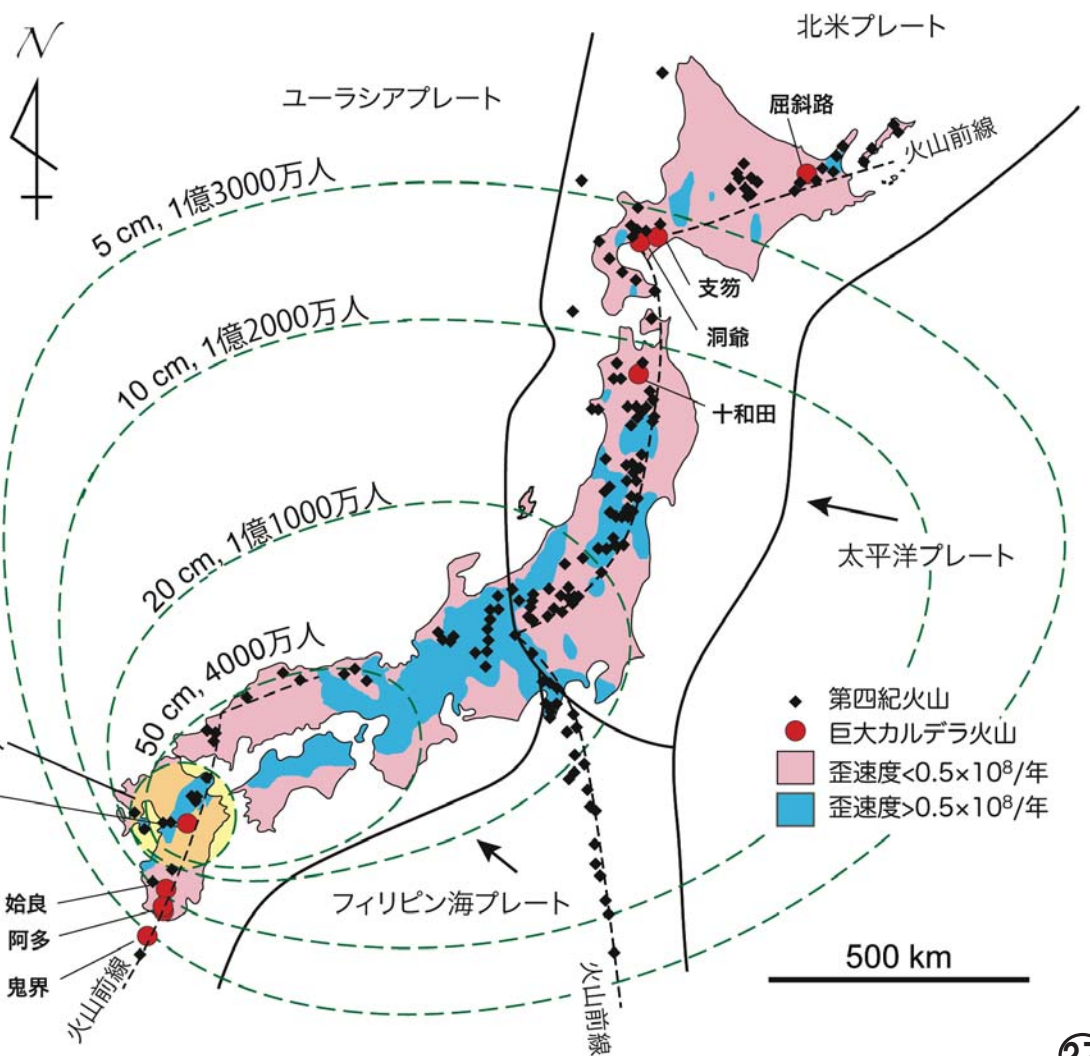 N
北米プレート
ユーラシアプレート
屈斜路
火山前線
5 cm, 1億3000万人
支笏
洞爺
10 cm, 1億2000万人
十和田
20 cm, 1億1000万人
太平洋プレート
50 cm, 4000万人
第四紀火山
巨大カルデラ火山
歪速度<0.5×10⁸/年
歪速度>0.5×10⁸/年
姶良
フィリピン海プレート
阿多
500 km
鬼界
火山前線
火山前線